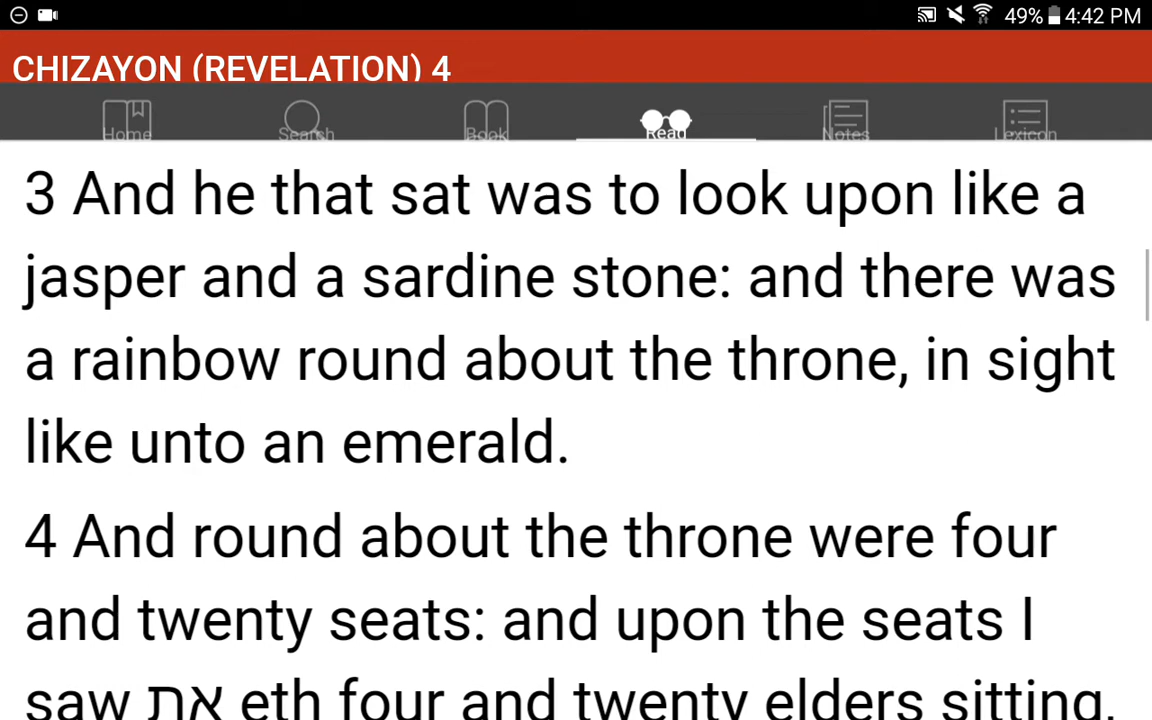 49% 4:42 PM
CHIZAYON (REVELATION) 4
Home Search Book Read Notes Lexicon
3 And he that sat was to look upon like a
jasper and a sardine stone: and there was
a rainbow round about the throne, in sight
like unto an emerald.
4 And round about the throne were four
and twenty seats: and upon the seats I
saw את eth four and twenty elders sitting,